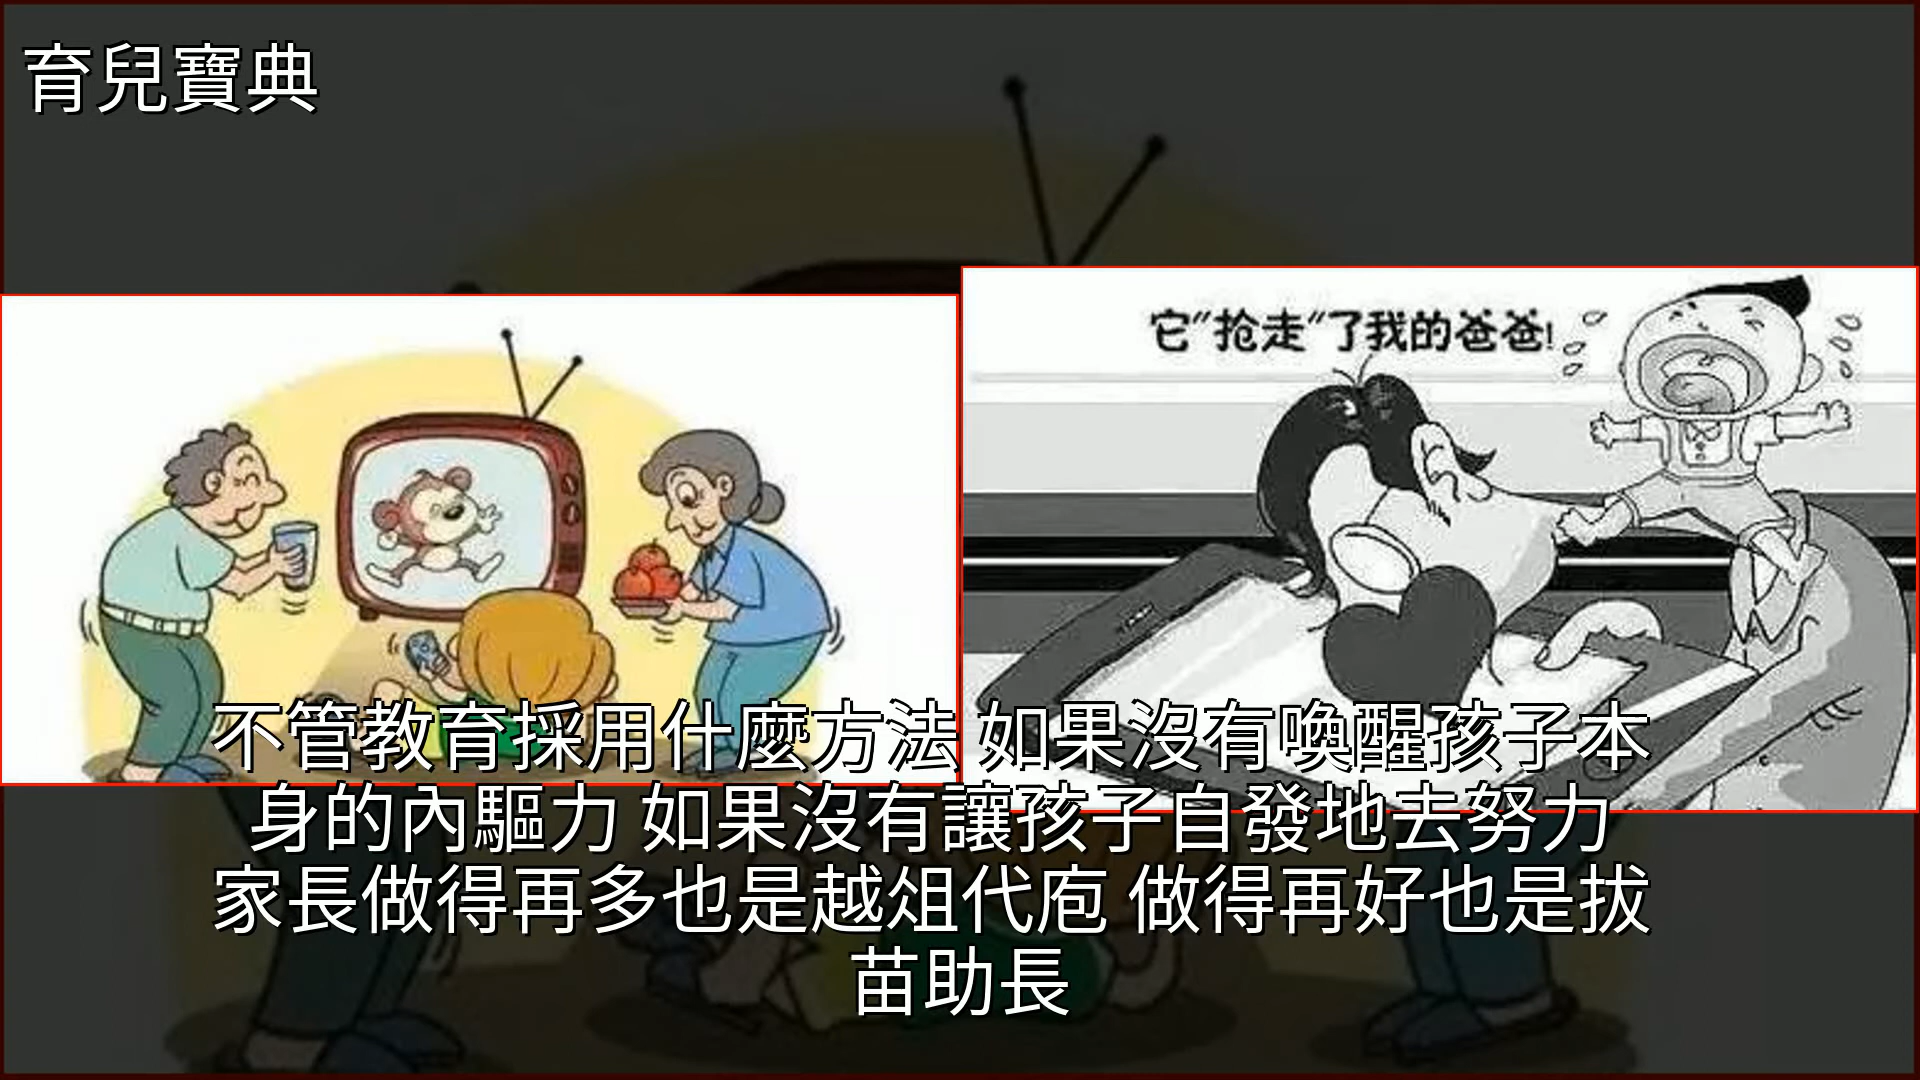 育兒寶典
它"抢走"了我的爸爸!
不管教育採用什麼方法 如果沒有喚醒孩子本
身的內驅力 如果沒有讓孩子自發地去努力
家長做得再多也是越俎代庖 做得再好也是拔
苗助長